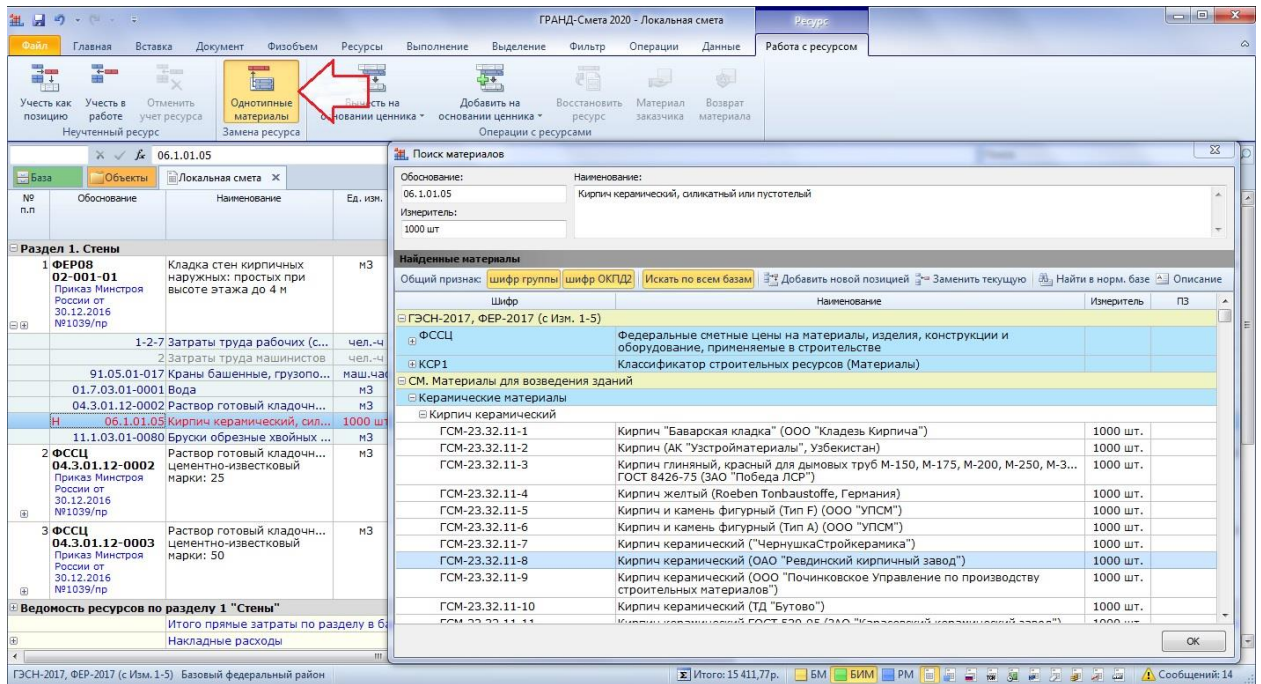 ГРАНД-Смета 2020 - Локальная смета
Ресурс
Файл Главная Вставка Документ Физобъем Ресурсы Выполнение Выделение Фильтр Операции Данные Работа с ресурсом
Учесть как позицию
Учесть в работе
Отменить учет ресурса
Однотипные материалы
основании ценника
Добавить на основании ценника
Восстановить ресурс
Материал заказчика
Возврат материала
Неучтенный ресурс
Замена ресурса
Операции с ресурсами
fx 06.1.01.05
База Объекты Локальная смета
№ п.п Обоснование Наименование Ед. изм.
Раздел 1. Стены
1 ФЕР08 02-001-01 Приказ Минстроя России от 30.12.2016 №1039/пр
Кладка стен кирпичных наружных: простых при высоте этажа до 4 м
м3
1-2-7 Затраты труда рабочих (с... чел.-ч
2 Затраты труда машинистов чел.-ч
91.05.01-017 Краны башенные, грузопо... маш.час
01.7.03.01-0001 Вода м3
04.3.01.12-0002 Раствор готовый кладочн... м3
Н 06.1.01.05 Кирпич керамический, сил... 1000 шт
11.1.03.01-0080 Бруски обрезные хвойных ... м3
2 ФССЦ 04.3.01.12-0002 Приказ Минстроя России от 30.12.2016 №1039/пр
Раствор готовый кладочн... цементно-известковый марки: 25
м3
3 ФССЦ 04.3.01.12-0003 Приказ Минстроя России от 30.12.2016 №1039/пр
Раствор готовый кладочн... цементно-известковый марки: 50
м3
Ведомость ресурсов по разделу 1 "Стены"
Итого прямые затраты по разделу в ба
Накладные расходы
Поиск материалов
Обоснование: Наименование:
06.1.01.05 Кирпич керамический, силикатный или пустотелый
Измеритель:
1000 шт
Найденные материалы
Общий признак: шифр группы шифр ОКПД2 Искать по всем базам Добавить новой позицией Заменить текущую Найти в норм. базе Описание
Шифр Наименование Измеритель ПЗ
ГЭСН-2017, ФЕР-2017 (с Изм. 1-5)
ФССЦ Федеральные сметные цены на материалы, изделия, конструкции и
оборудование, применяемые в строительстве
КСР1 Классификатор строительных ресурсов (Материалы)
СМ. Материалы для возведения зданий
Керамические материалы
Кирпич керамический
ГСМ-23.32.11-1 Кирпич "Баварская кладка" (ООО "Кладезь Кирпича") 1000 шт.
ГСМ-23.32.11-2 Кирпич (АК "Узстройматериалы", Узбекистан) 1000 шт.
ГСМ-23.32.11-3 Кирпич глиняный, красный для дымовых труб М-150, М-175, М-200, М-250, М-3... 1000 шт.
ГОСТ 8426-75 (ЗАО "Победа ЛСР")
ГСМ-23.32.11-4 Кирпич желтый (Roeben Tonbaustoffe, Германия) 1000 шт.
ГСМ-23.32.11-5 Кирпич и камень фигурный (Тип F) (ООО "УПСМ") 1000 шт.
ГСМ-23.32.11-6 Кирпич и камень фигурный (Тип А) (ООО "УПСМ") 1000 шт.
ГСМ-23.32.11-7 Кирпич керамический ("ЧернушкаСтройкерамика") 1000 шт.
ГСМ-23.32.11-8 Кирпич керамический (ОАО "Ревдинский кирпичный завод") 1000 шт.
ГСМ-23.32.11-9 Кирпич керамический (ООО "Починковское Управление по производству 1000 шт.
строительных материалов")
ГСМ-23.32.11-10 Кирпич керамический (ТД "Бутово") 1000 шт.
OK
ГЭСН-2017, ФЕР-2017 (с Изм. 1-5) Базовый федеральный район Итого: 15 411,77р. БМ БИМ РМ Сообщений: 14